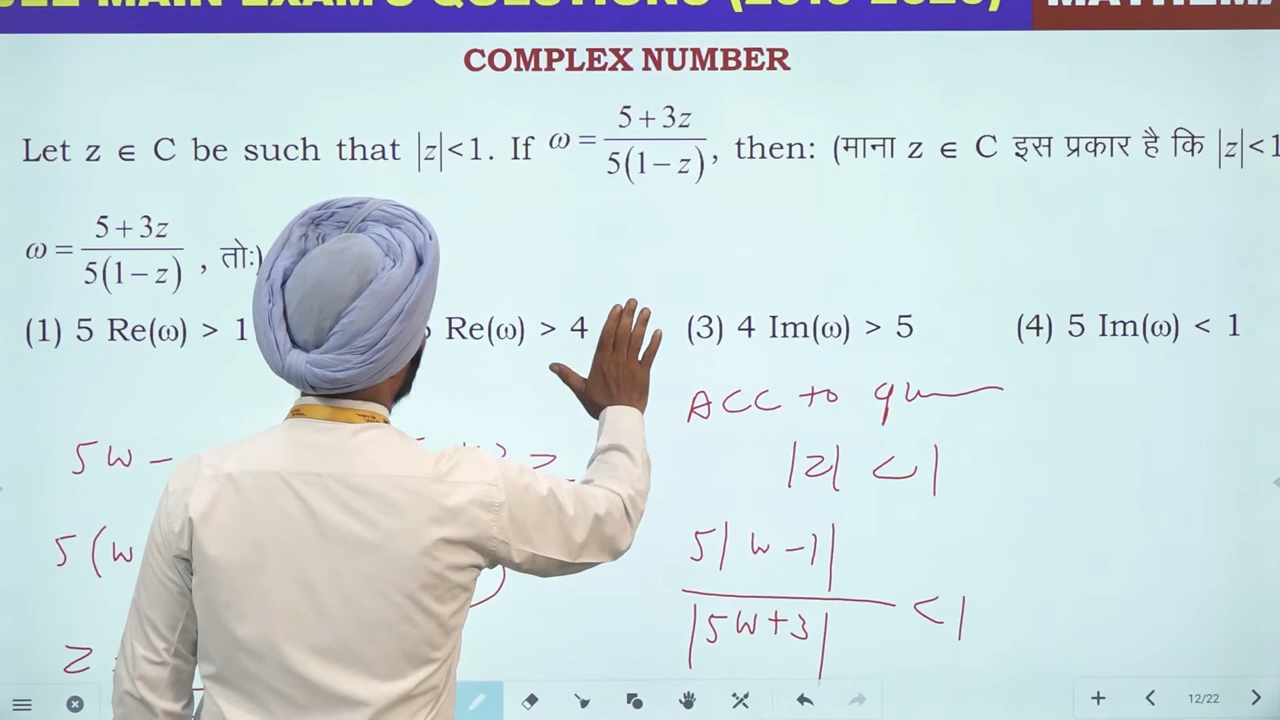 COMPLEX NUMBER
Let z ∈ C be such that |z|<1. If ω = (5+3z)/(5(1−z)), then: (माना z ∈ C इस प्रकार है कि |z|<1
ω = (5+3z)/(5(1−z)), तो:)
(1) 5 Re(ω) > 1 Re(ω) > 4 (3) 4 Im(ω) > 5 (4) 5 Im(ω) < 1
ACC to
5W − |z| < 1
5(W 5|W−1|/|5W+3| < 1
z
12/22